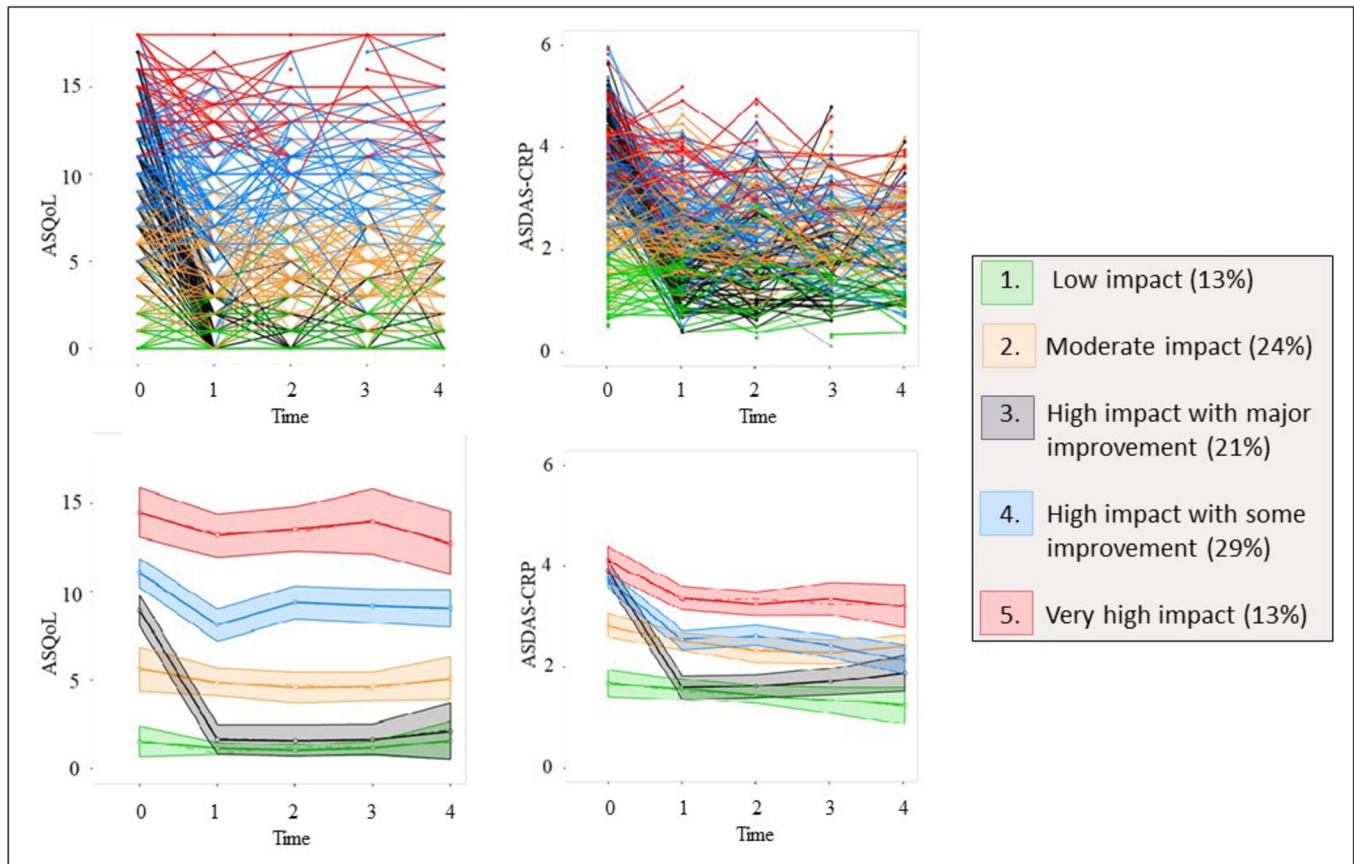 ASQoL
15
10
5
0
0 1 2 3 4
Time
ASDAS-CRP
6
4
2
0
0 1 2 3 4
Time
ASQoL
15
10
5
0
0 1 2 3 4
Time
ASDAS-CRP
6
4
2
0
0 1 2 3 4
Time
1. Low impact (13%)
2. Moderate impact (24%)
3. High impact with major
improvement (21%)
4. High impact with some
improvement (29%)
5. Very high impact (13%)